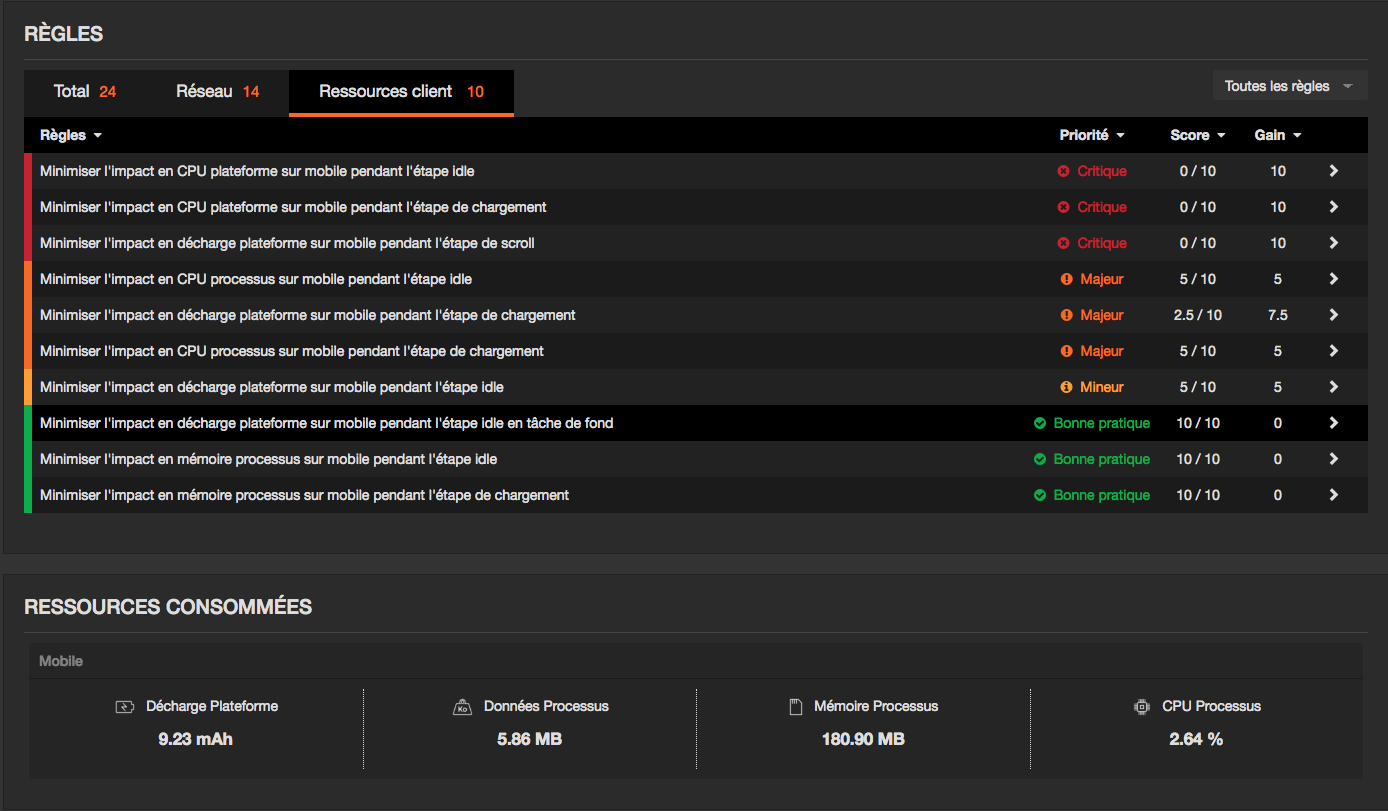 RÈGLES
Total 24 Réseau 14 Ressources client 10 Toutes les règles
Règles Priorité Score Gain
Minimiser l'impact en CPU plateforme sur mobile pendant l'étape idle Critique 0 / 10 10
Minimiser l'impact en CPU plateforme sur mobile pendant l'étape de chargement Critique 0 / 10 10
Minimiser l'impact en décharge plateforme sur mobile pendant l'étape de scroll Critique 0 / 10 10
Minimiser l'impact en CPU processus sur mobile pendant l'étape idle Majeur 5 / 10 5
Minimiser l'impact en décharge plateforme sur mobile pendant l'étape de chargement Majeur 2.5 / 10 7.5
Minimiser l'impact en CPU processus sur mobile pendant l'étape de chargement Majeur 5 / 10 5
Minimiser l'impact en décharge plateforme sur mobile pendant l'étape idle Mineur 5 / 10 5
Minimiser l'impact en décharge plateforme sur mobile pendant l'étape idle en tâche de fond Bonne pratique 10 / 10 0
Minimiser l'impact en mémoire processus sur mobile pendant l'étape idle Bonne pratique 10 / 10 0
Minimiser l'impact en mémoire processus sur mobile pendant l'étape de chargement Bonne pratique 10 / 10 0
RESSOURCES CONSOMMÉES
Mobile
Décharge Plateforme Ko Données Processus Mémoire Processus CPU Processus
9.23 mAh 5.86 MB 180.90 MB 2.64 %